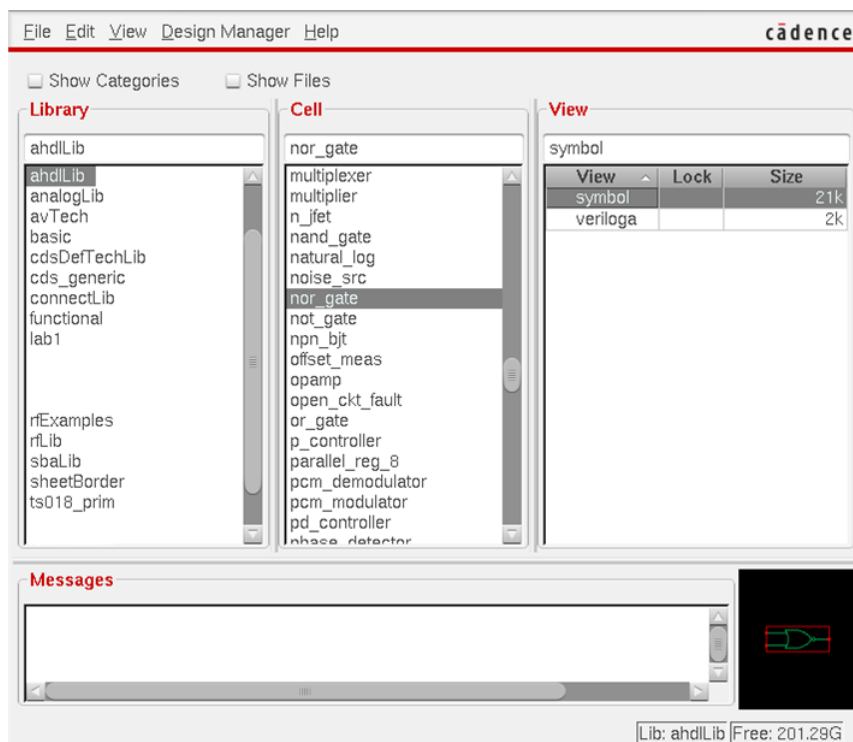 File Edit View Design Manager Help
cādence
Show Categories Show Files
Library
ahdlLib
ahdlLib
analogLib
avTech
basic
cdsDefTechLib
cds_generic
connectLib
functional
lab1
rfExamples
rfLib
sbaLib
sheetBorder
ts018_prim
Cell
nor_gate
multiplexer
multiplier
n_jfet
nand_gate
natural_log
noise_src
nor_gate
not_gate
npn_bjt
offset_meas
opamp
open_ckt_fault
or_gate
p_controller
parallel_reg_8
pcm_demodulator
pcm_modulator
pd_controller
phase_detector
View
symbol
View Lock Size
symbol 21k
veriloga 2k
Messages
Lib: ahdlLib Free: 201.29G